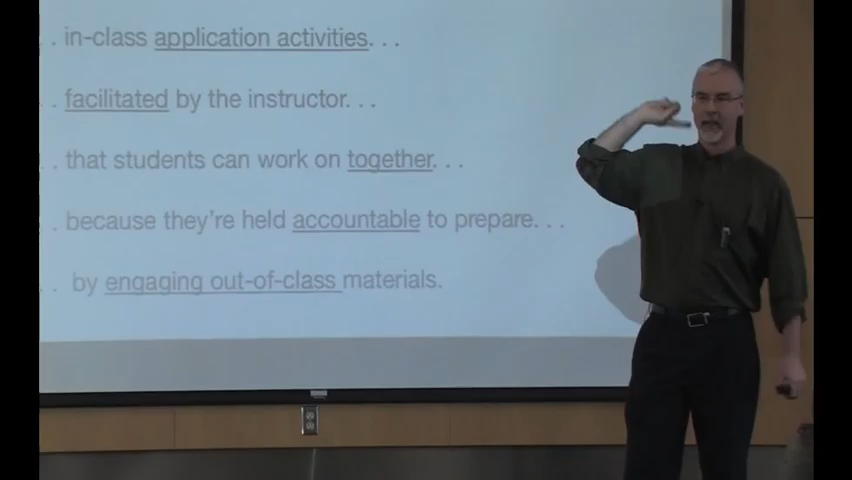 . in-class application activities. . .
. facilitated by the instructor. . .
. that students can work on together. . .
. because they're held accountable to prepare. . .
. by engaging out-of-class materials.